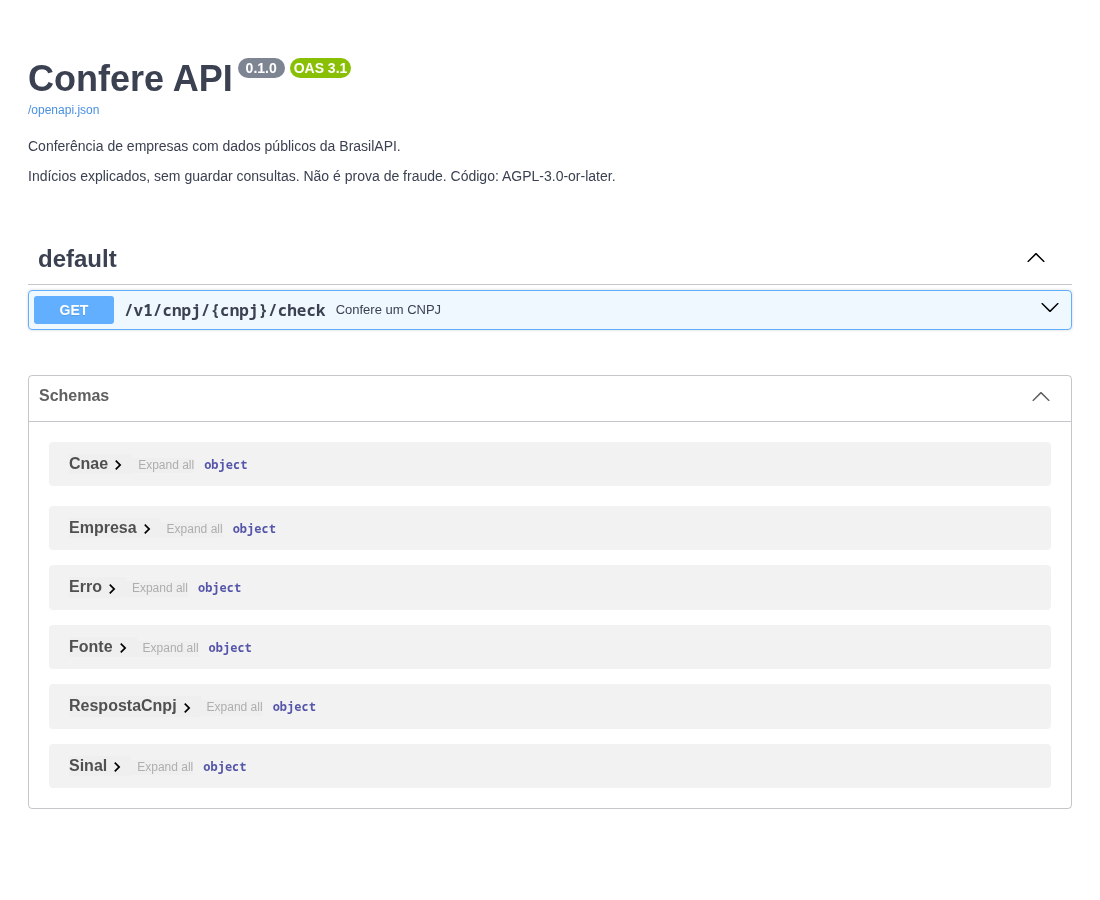 Confere API 0.1.0 OAS 3.1
/openapi.json
Conferência de empresas com dados públicos da BrasilAPI.
Indícios explicados, sem guardar consultas. Não é prova de fraude. Código: AGPL-3.0-or-later.
default
GET /v1/cnpj/{cnpj}/check Confere um CNPJ
Schemas
Cnae Expand all object
Empresa Expand all object
Erro Expand all object
Fonte Expand all object
RespostaCnpj Expand all object
Sinal Expand all object